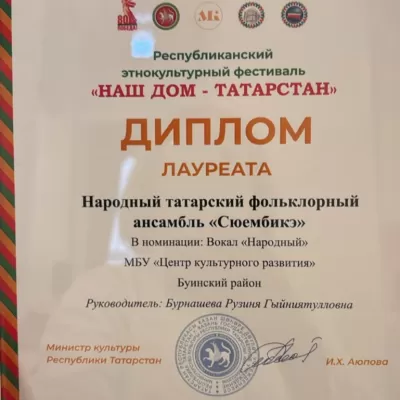 Республиканский
этнокультурный фестиваль
«НАШ ДОМ - ТАТАРСТАН»
ДИПЛОМ
ЛАУРЕАТА
Народный татарский фольклорный
ансамбль «Сюембикэ»
В номинации: Вокал «Народный»
МБУ «Центр культурного развития»
Буинский район
Руководитель: Бурнашева Рузиня Гыйниятулловна
Министр культуры
Республики Татарстан
И.Х. Аюпова